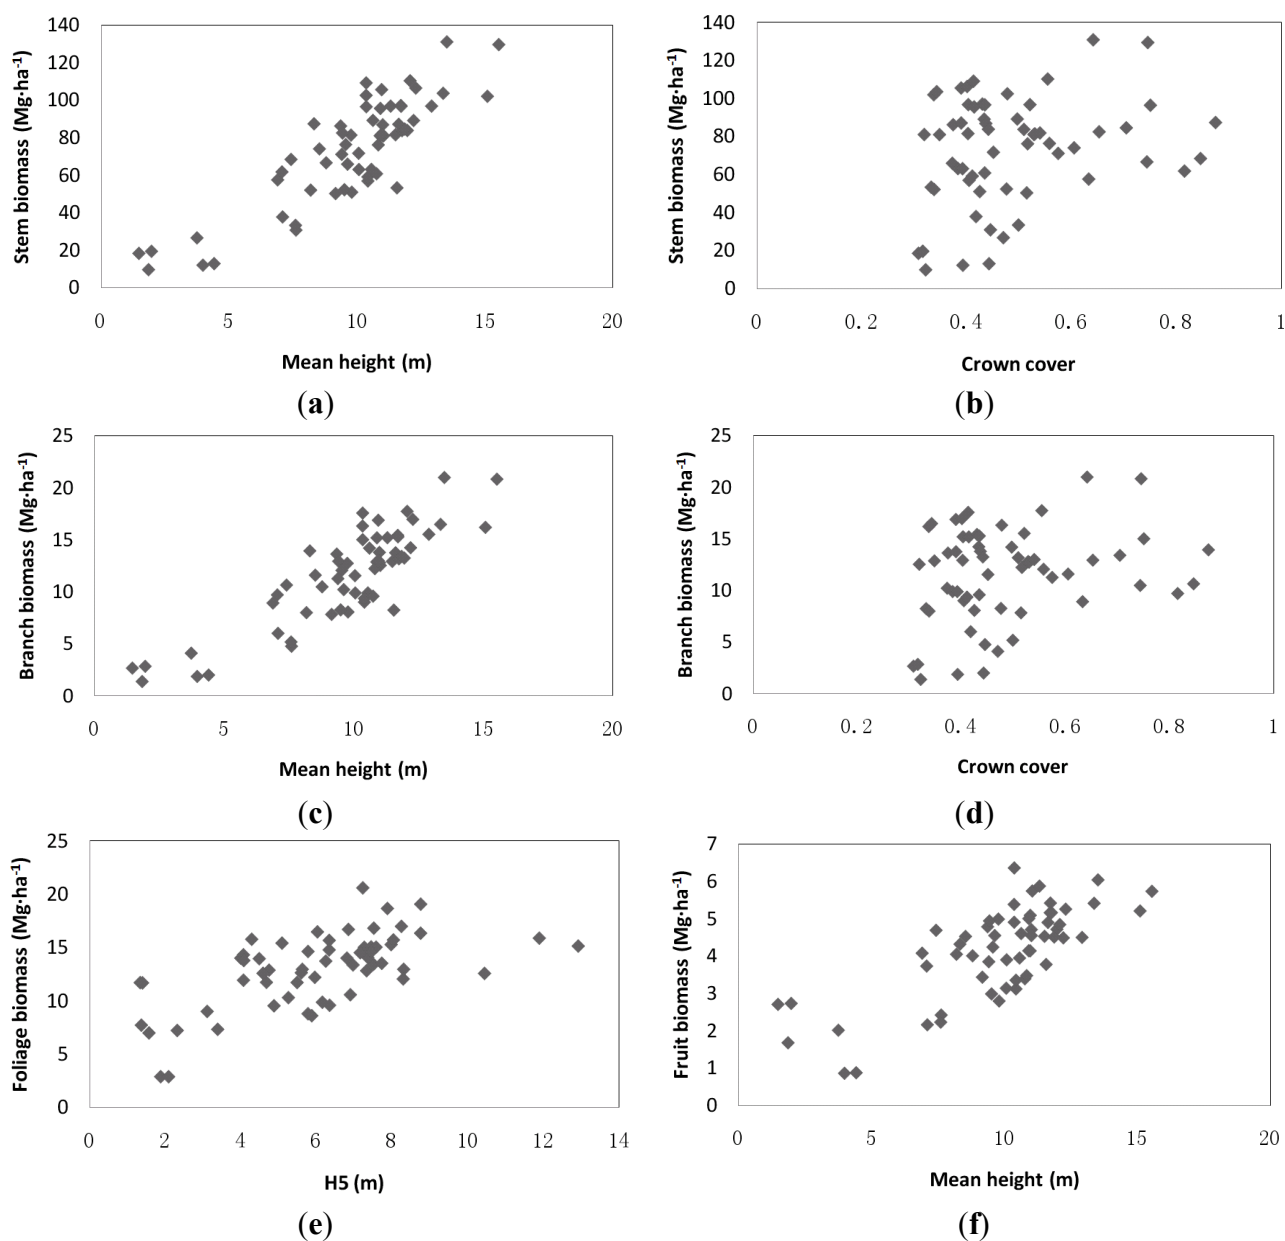 140
120
100
80
60
40
20
0
Stem biomass (Mg·ha⁻¹)
0 5 10 15 20
Mean height (m)
(a)
140
120
100
80
60
40
20
0
Stem biomass (Mg·ha⁻¹)
0 0.2 0.4 0.6 0.8 1
Crown cover
(b)
25
20
15
10
5
0
Branch biomass (Mg·ha⁻¹)
0 5 10 15 20
Mean height (m)
(c)
25
20
15
10
5
0
Branch biomass (Mg·ha⁻¹)
0 0.2 0.4 0.6 0.8 1
Crown cover
(d)
25
20
15
10
5
0
Foliage biomass (Mg·ha⁻¹)
0 2 4 6 8 10 12 14
H5 (m)
(e)
7
6
5
4
3
2
1
0
Fruit biomass (Mg·ha⁻¹)
0 5 10 15 20
Mean height (m)
(f)